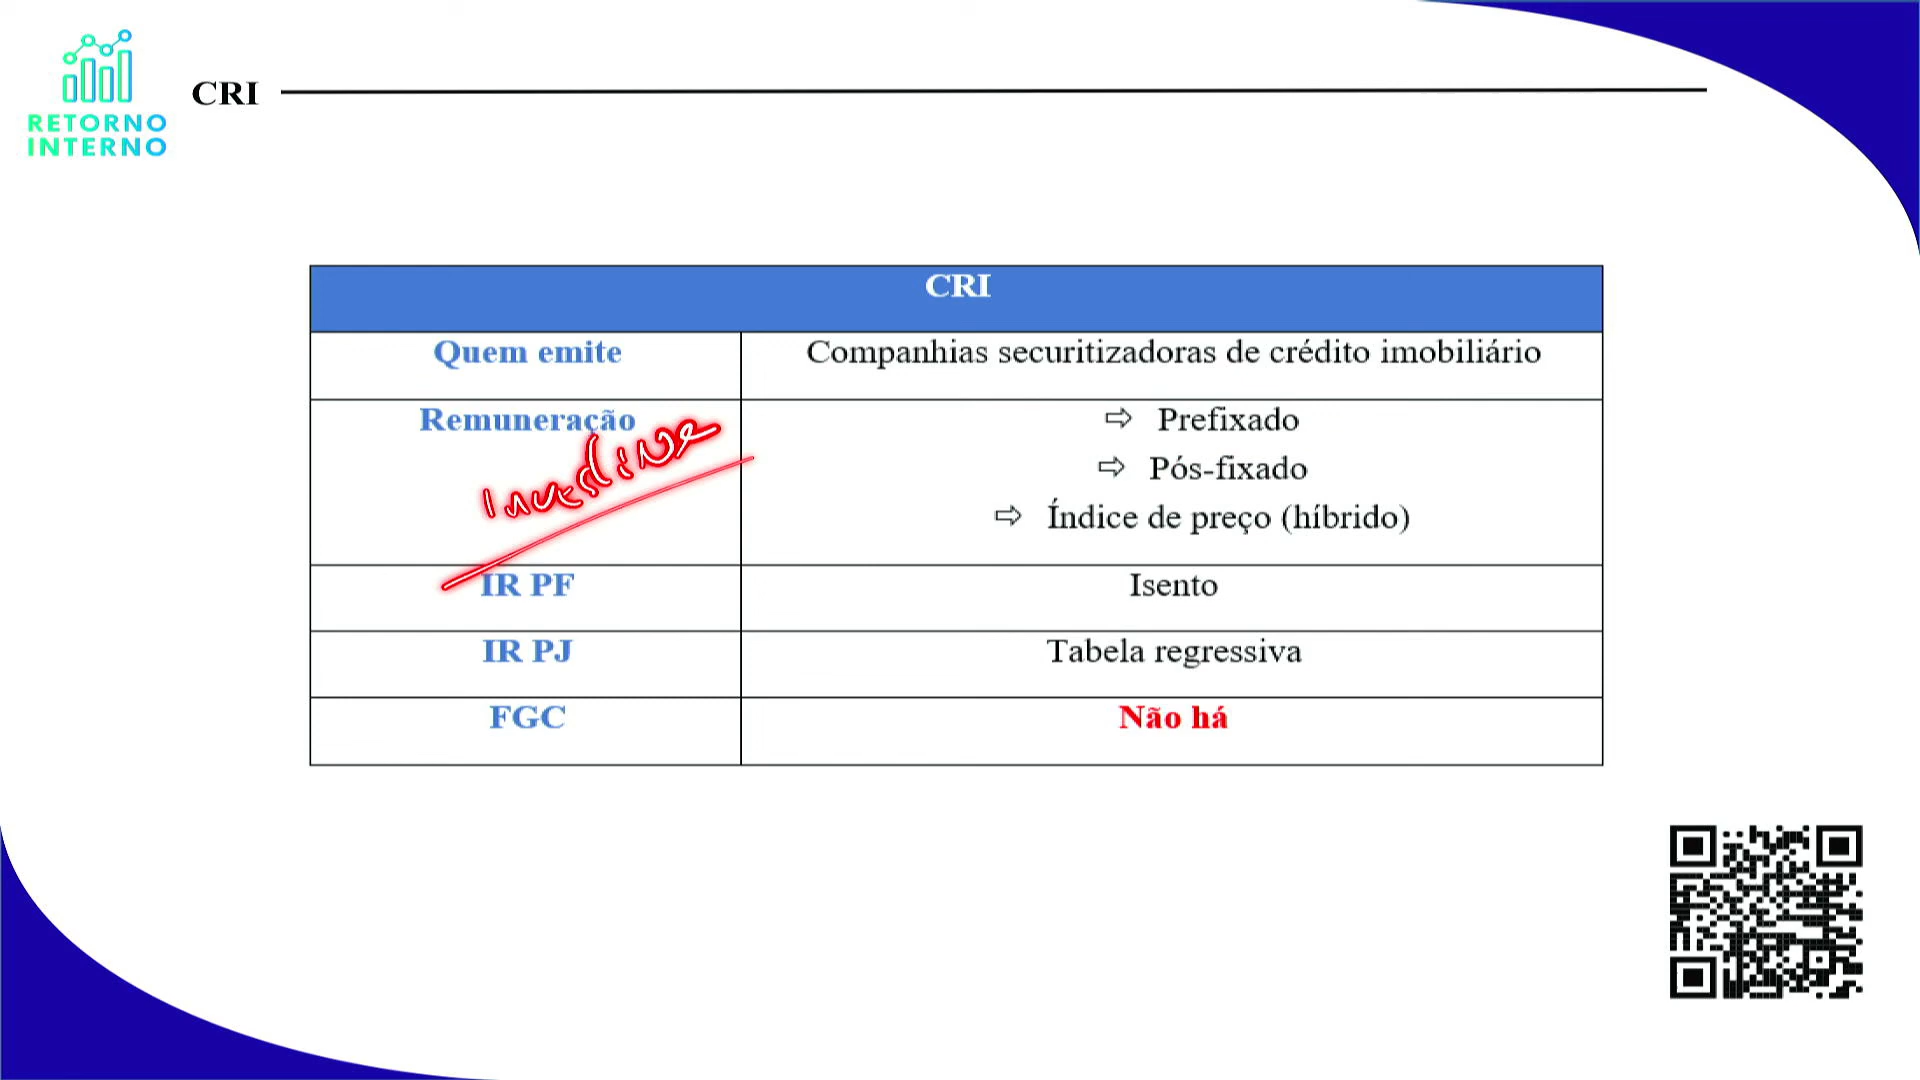 RETORNO
INTERNO
CRI
CRI
Quem emite
Companhias securitizadoras de crédito imobiliário
Remuneração
⇨ Prefixado
⇨ Pós-fixado
⇨ Índice de preço (híbrido)
IR PF
Isento
IR PJ
Tabela regressiva
FGC
Não há